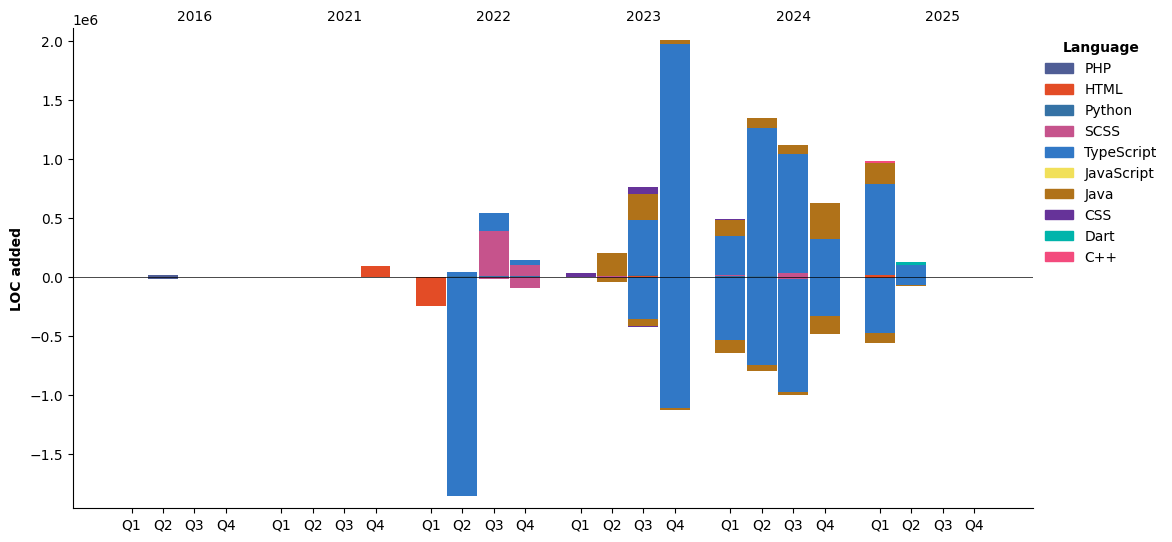 1e6
2016 2021 2022 2023 2024 2025
LOC added
2.0
1.5
1.0
0.5
0.0
−0.5
−1.0
−1.5
Q1 Q2 Q3 Q4 Q1 Q2 Q3 Q4 Q1 Q2 Q3 Q4 Q1 Q2 Q3 Q4 Q1 Q2 Q3 Q4 Q1 Q2 Q3 Q4
Language
PHP
HTML
Python
SCSS
TypeScript
JavaScript
Java
CSS
Dart
C++